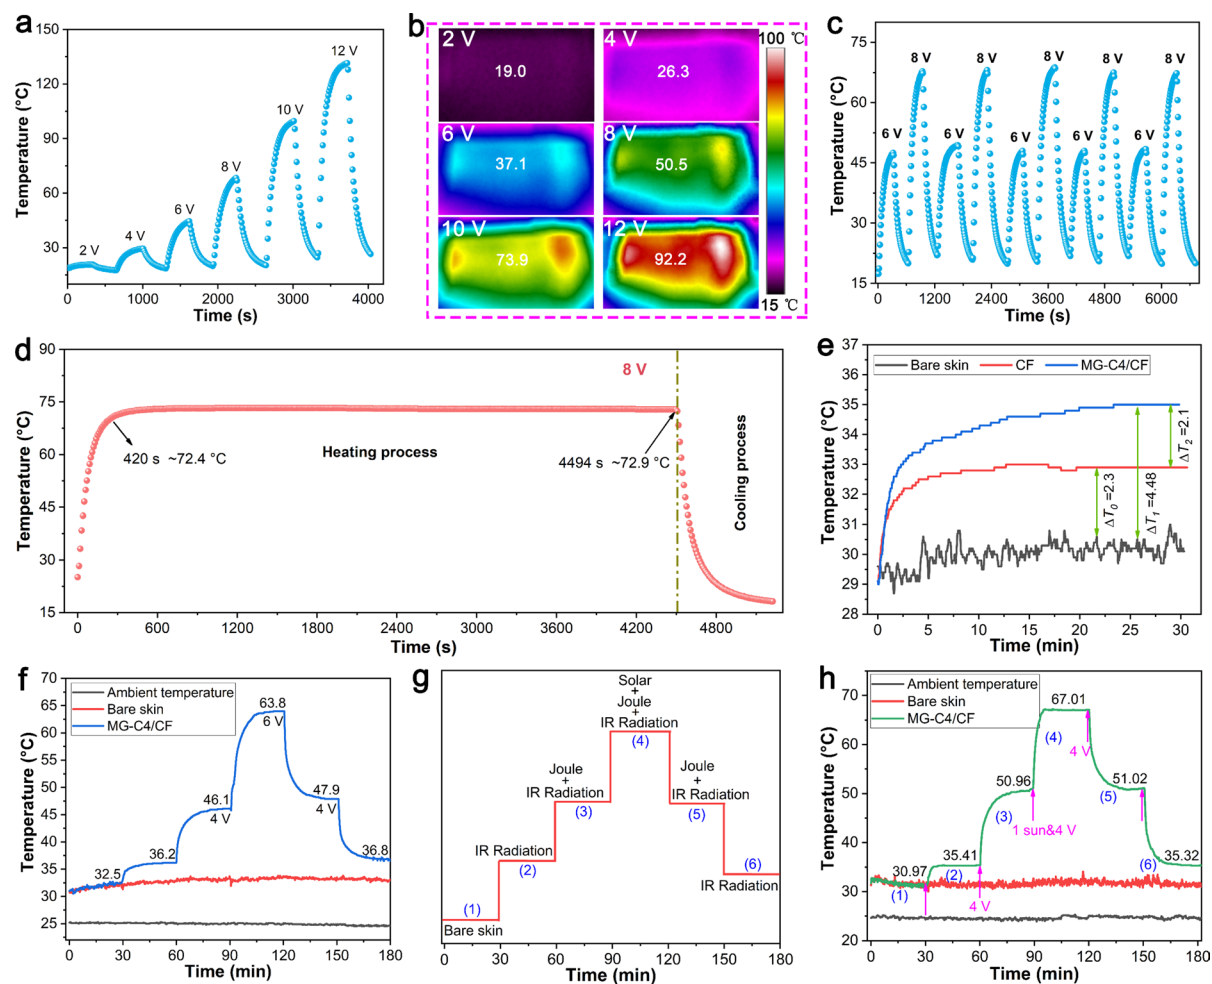 a
150
120
90
60
30
Temperature (°C)
2 V
4 V
6 V
8 V
10 V
12 V
0
1000
2000
3000
4000
Time (s)
b
2 V
19.0
4 V
26.3
6 V
37.1
8 V
50.5
10 V
73.9
12 V
92.2
100 ℃
15 ℃
c
75
60
45
30
15
Temperature (°C)
6 V
8 V
6 V
8 V
6 V
8 V
6 V
8 V
6 V
8 V
0
1200
2400
3600
4800
6000
Time (s)
d
90
75
60
45
30
15
Temperature (°C)
8 V
420 s ~72.4 °C
Heating process
4494 s ~72.9 °C
Cooling process
0
600
1200
1800
2400
3000
3600
4200
4800
Time (s)
e
37
36
35
34
33
32
31
30
29
28
Temperature (°C)
Bare skin
CF
MG-C4/CF
ΔT0 =2.3
ΔT1 =4.48
ΔT2 =2.1
0
5
10
15
20
25
30
Time (min)
f
70
65
60
55
50
45
40
35
30
25
Temperature (°C)
Ambient temperature
Bare skin
MG-C4/CF
32.5
36.2
46.1
4 V
63.8
6 V
47.9
4 V
36.8
0
30
60
90
120
150
180
Time (min)
g
Temperature (°C)
Solar
+
Joule
+
IR Radiation
(4)
Joule
+
IR Radiation
(3)
Joule
+
IR Radiation
(5)
IR Radiation
(2)
(6)
IR Radiation
(1)
Bare skin
0
30
60
90
120
150
180
Time (min)
h
70
60
50
40
30
20
Temperature (°C)
Ambient temperature
Bare skin
MG-C4/CF
67.01
(4)
4 V
50.96
(3)
1 sun&4 V
51.02
(5)
30.97
(1)
35.41
(2)
4 V
35.32
(6)
0
30
60
90
120
150
180
Time (min)